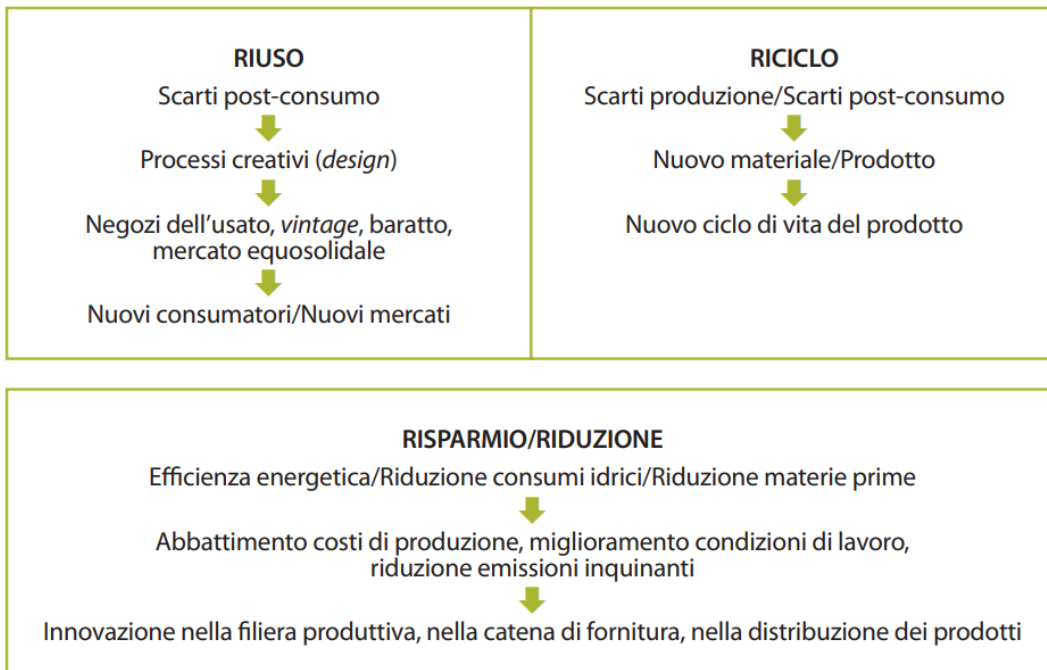 RIUSO
Scarti post-consumo
Processi creativi (design)
Negozi dell'usato, vintage, baratto,
mercato equosolidale
Nuovi consumatori/Nuovi mercati
RICICLO
Scarti produzione/Scarti post-consumo
Nuovo materiale/Prodotto
Nuovo ciclo di vita del prodotto
RISPARMIO/RIDUZIONE
Efficienza energetica/Riduzione consumi idrici/Riduzione materie prime
Abbattimento costi di produzione, miglioramento condizioni di lavoro,
riduzione emissioni inquinanti
Innovazione nella filiera produttiva, nella catena di fornitura, nella distribuzione dei prodotti